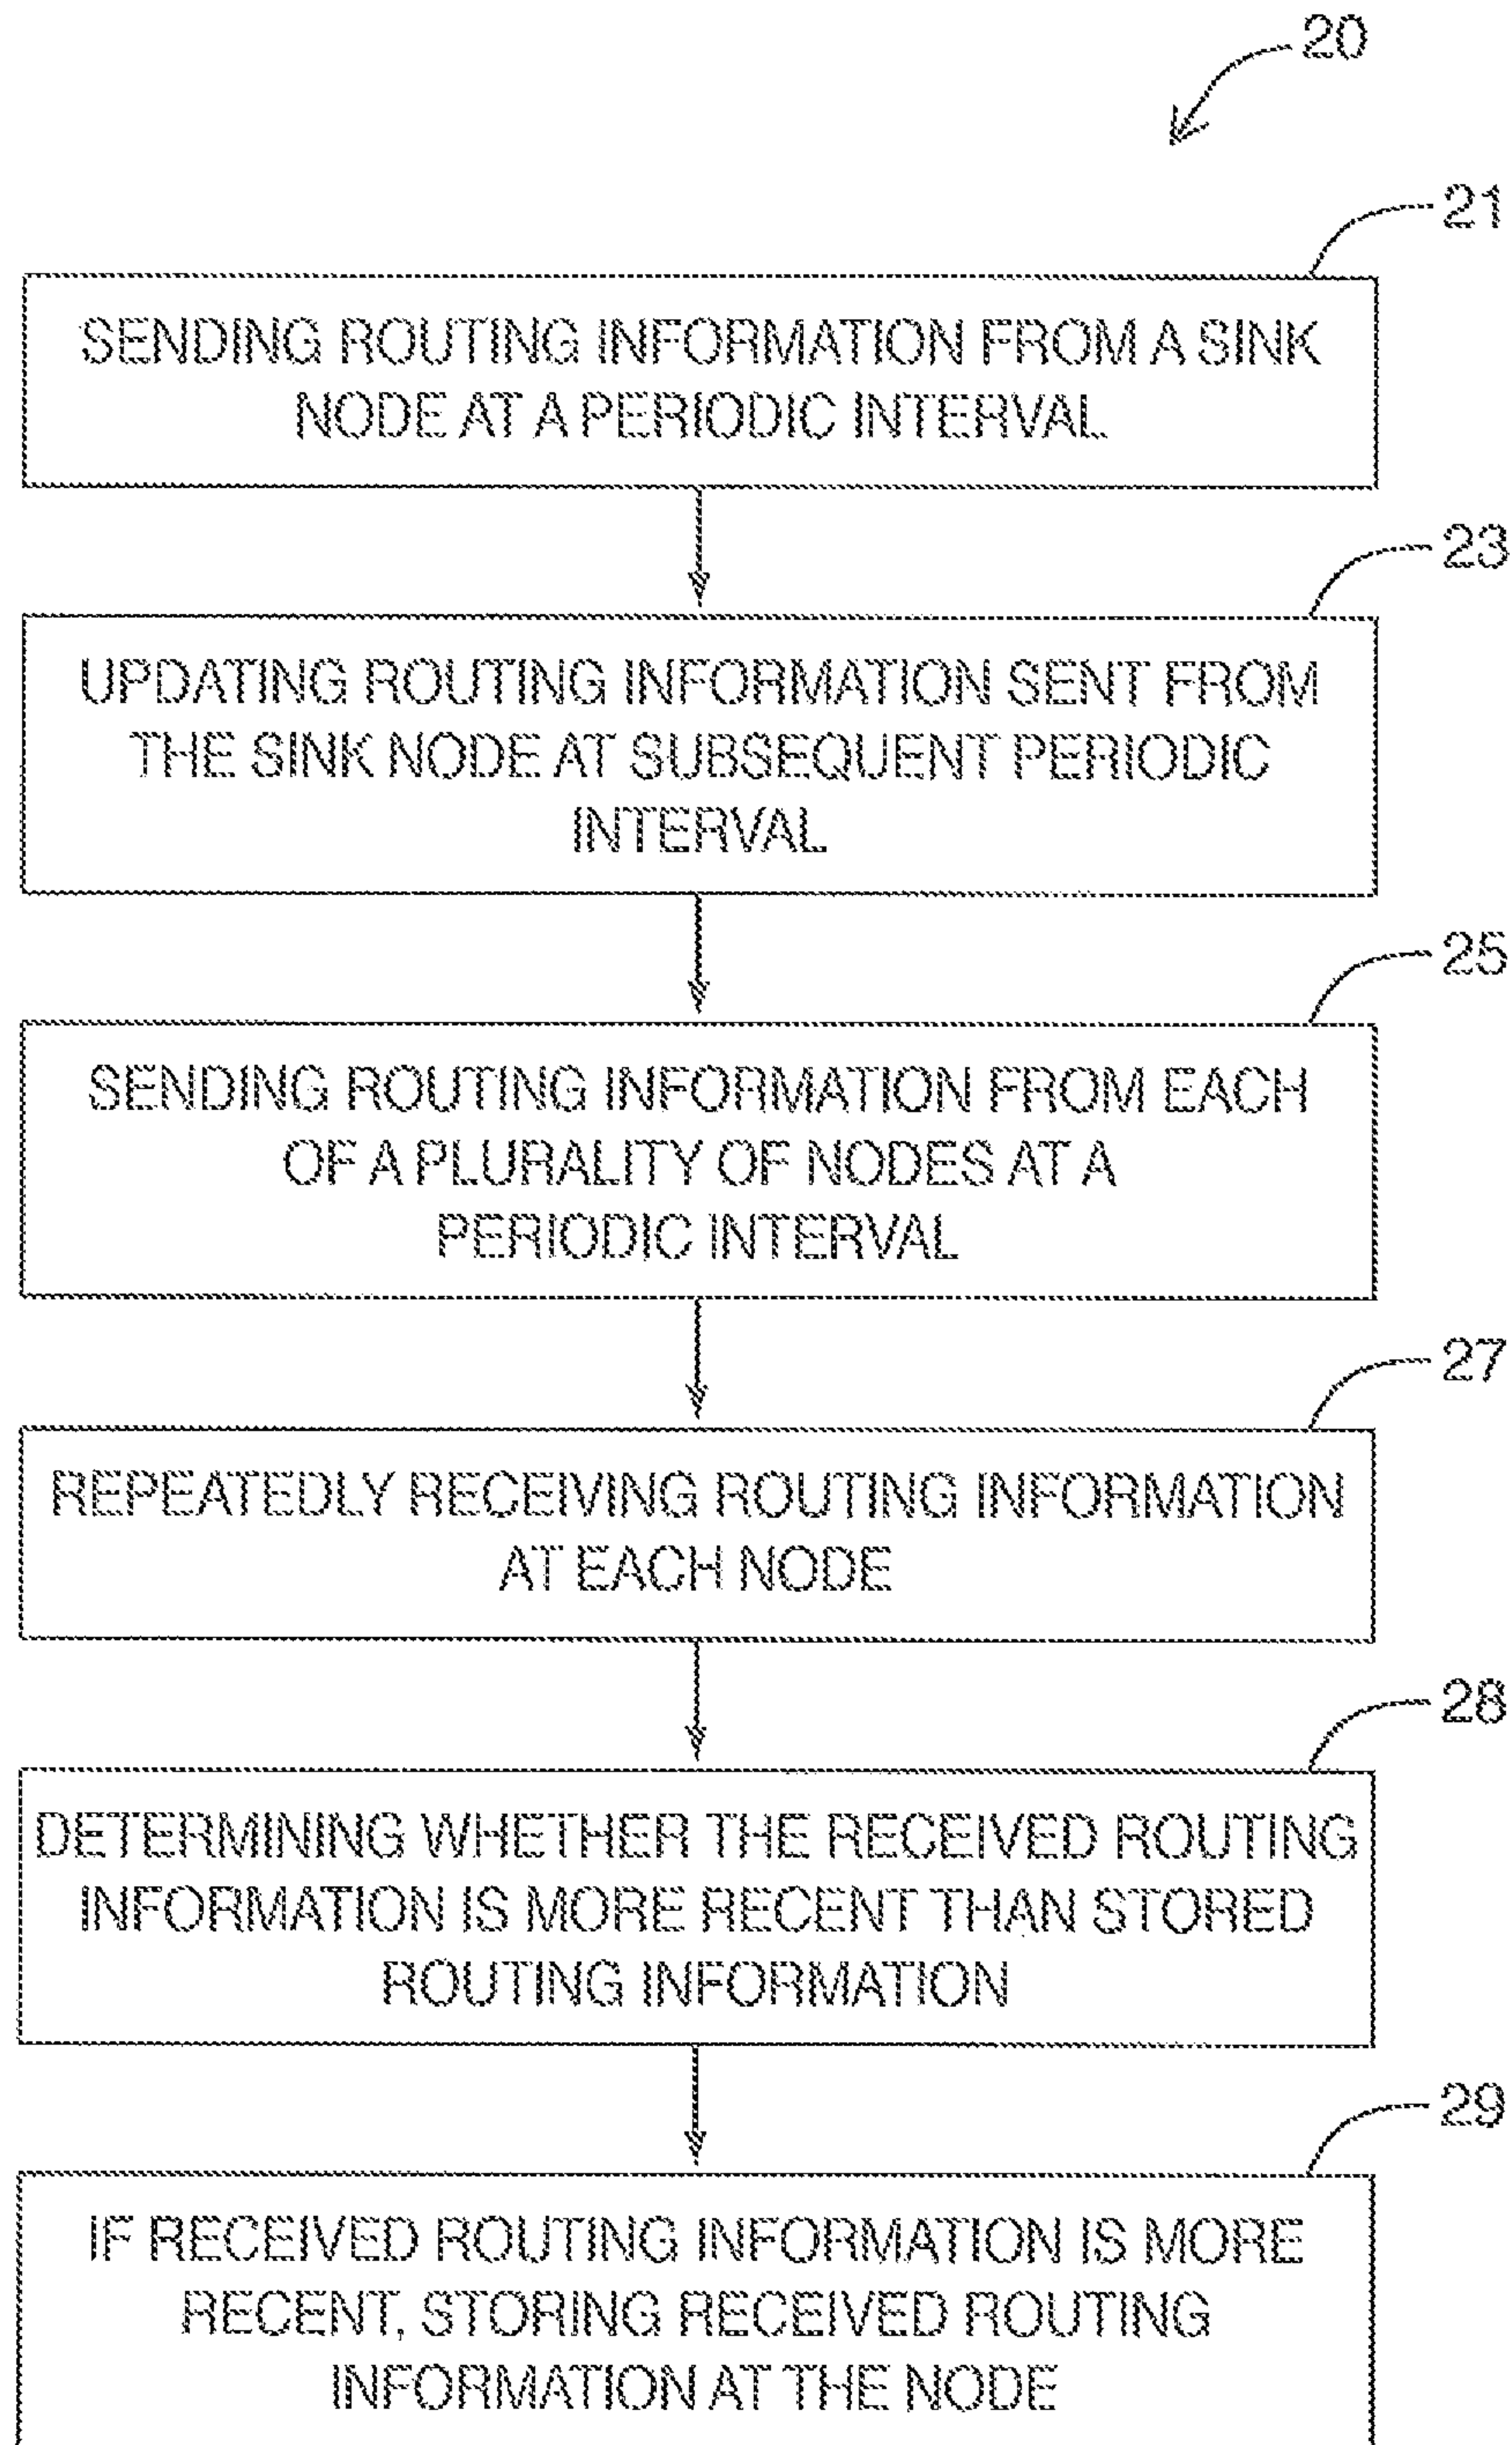 20
21
SENDING ROUTING INFORMATION FROM A SINK
NODE AT A PERIODIC INTERVAL
23
UPDATING ROUTING INFORMATION SENT FROM
THE SINK NODE AT SUBSEQUENT PERIODIC
INTERVAL
25
SENDING ROUTING INFORMATION FROM EACH
OF A PLURALITY OF NODES AT A
PERIODIC INTERVAL
27
REPEATEDLY RECEIVING ROUTING INFORMATION
AT EACH NODE
28
DETERMINING WHETHER THE RECEIVED ROUTING
INFORMATION IS MORE RECENT THAN STORED
ROUTING INFORMATION
29
IF RECEIVED ROUTING INFORMATION IS MORE
RECENT, STORING RECEIVED ROUTING
INFORMATION AT THE NODE